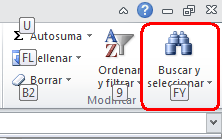 U
Σ Autosuma
FL
Rellenar
Borrar
B2
Ordenar
y filtrar
9
Buscar y
seleccionar
FY
Modificar